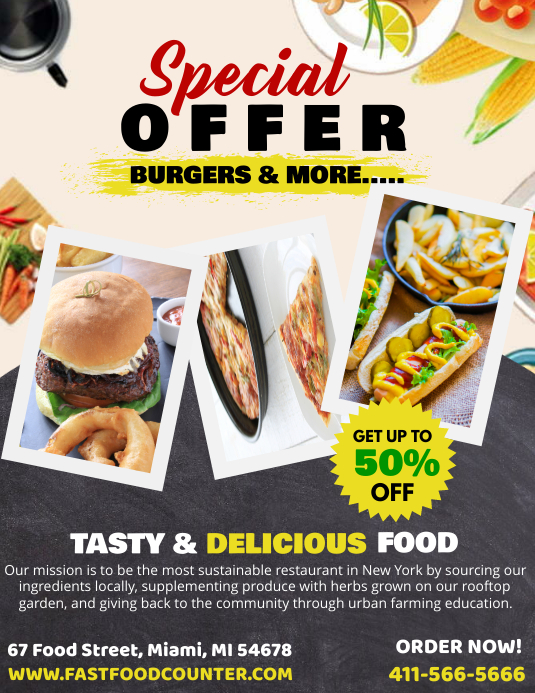 Special
OFFER
BURGERS & MORE.....
GET UP TO
50%
OFF
TASTY & DELICIOUS FOOD
Our mission is to be the most sustainable restaurant in New York by sourcing our
ingredients locally, supplementing produce with herbs grown on our rooftop
garden, and giving back to the community through urban farming education.
67 Food Street, Miami, MI 54678
WWW.FASTFOODCOUNTER.COM
ORDER NOW!
411-566-5666